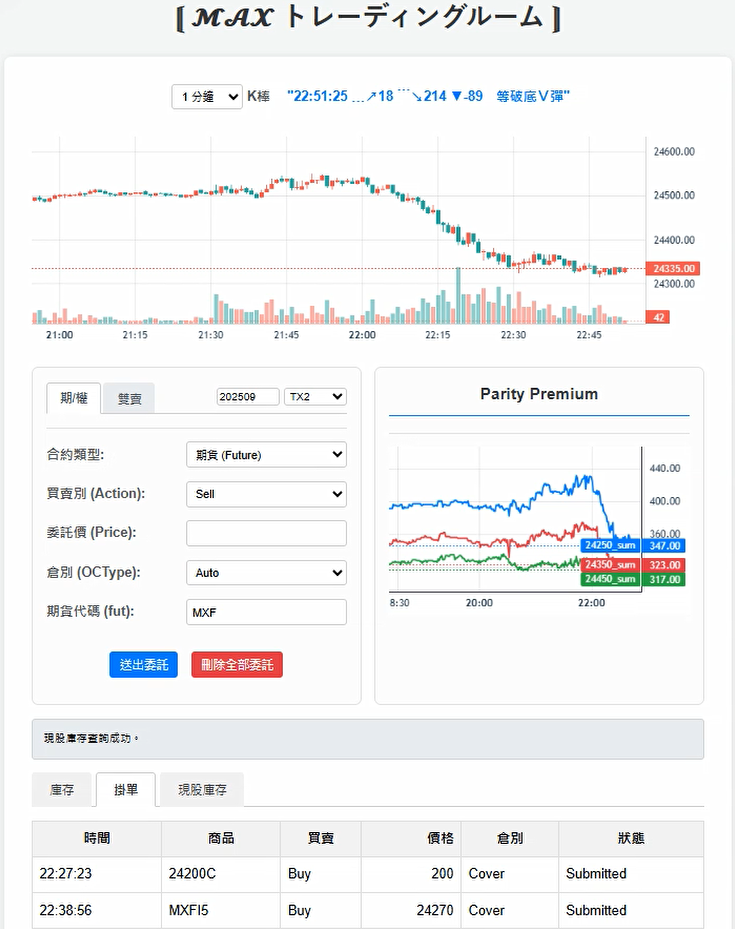 [ MAX トレーディングルーム ]
1 分鐘 K棒 "22:51:25 ﹍↗18 ﹉↘214 ▼-89 等破底Ⅴ彈"
24600.00
24500.00
24400.00
24335.00
24300.00
42
21:00 21:15 21:30 21:45 22:00 22:15 22:30 22:45
期/權 雙賣 202509 TX2
合約類型: 期貨 (Future)
買賣別 (Action): Sell
委託價 (Price):
倉別 (OCType): Auto
期貨代碼 (fut): MXF
送出委託 刪除全部委託
Parity Premium
440.00
400.00
360.00
24250_sum 347.00
24350_sum 323.00
24450_sum 317.00
8:30 20:00 22:00
現股庫存查詢成功。
庫存 掛單 現股庫存
時間 商品 買賣 價格 倉別 狀態
22:27:23 24200C Buy 200 Cover Submitted
22:38:56 MXFI5 Buy 24270 Cover Submitted